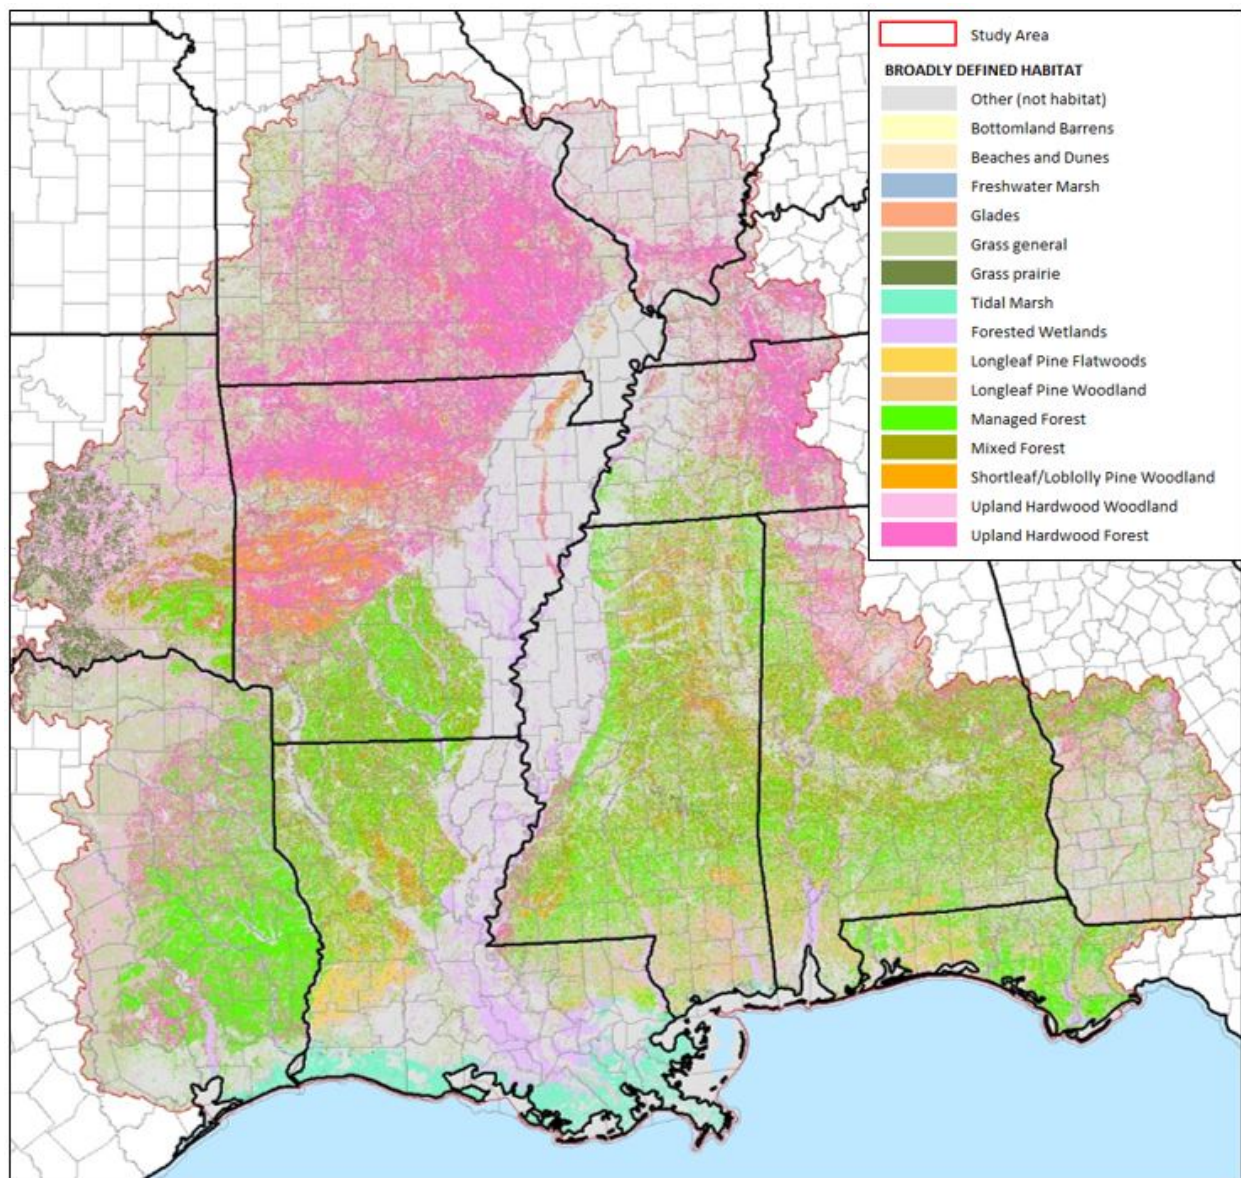 Study Area
BROADLY DEFINED HABITAT
Other (not habitat)
Bottomland Barrens
Beaches and Dunes
Freshwater Marsh
Glades
Grass general
Grass prairie
Tidal Marsh
Forested Wetlands
Longleaf Pine Flatwoods
Longleaf Pine Woodland
Managed Forest
Mixed Forest
Shortleaf/Loblolly Pine Woodland
Upland Hardwood Woodland
Upland Hardwood Forest